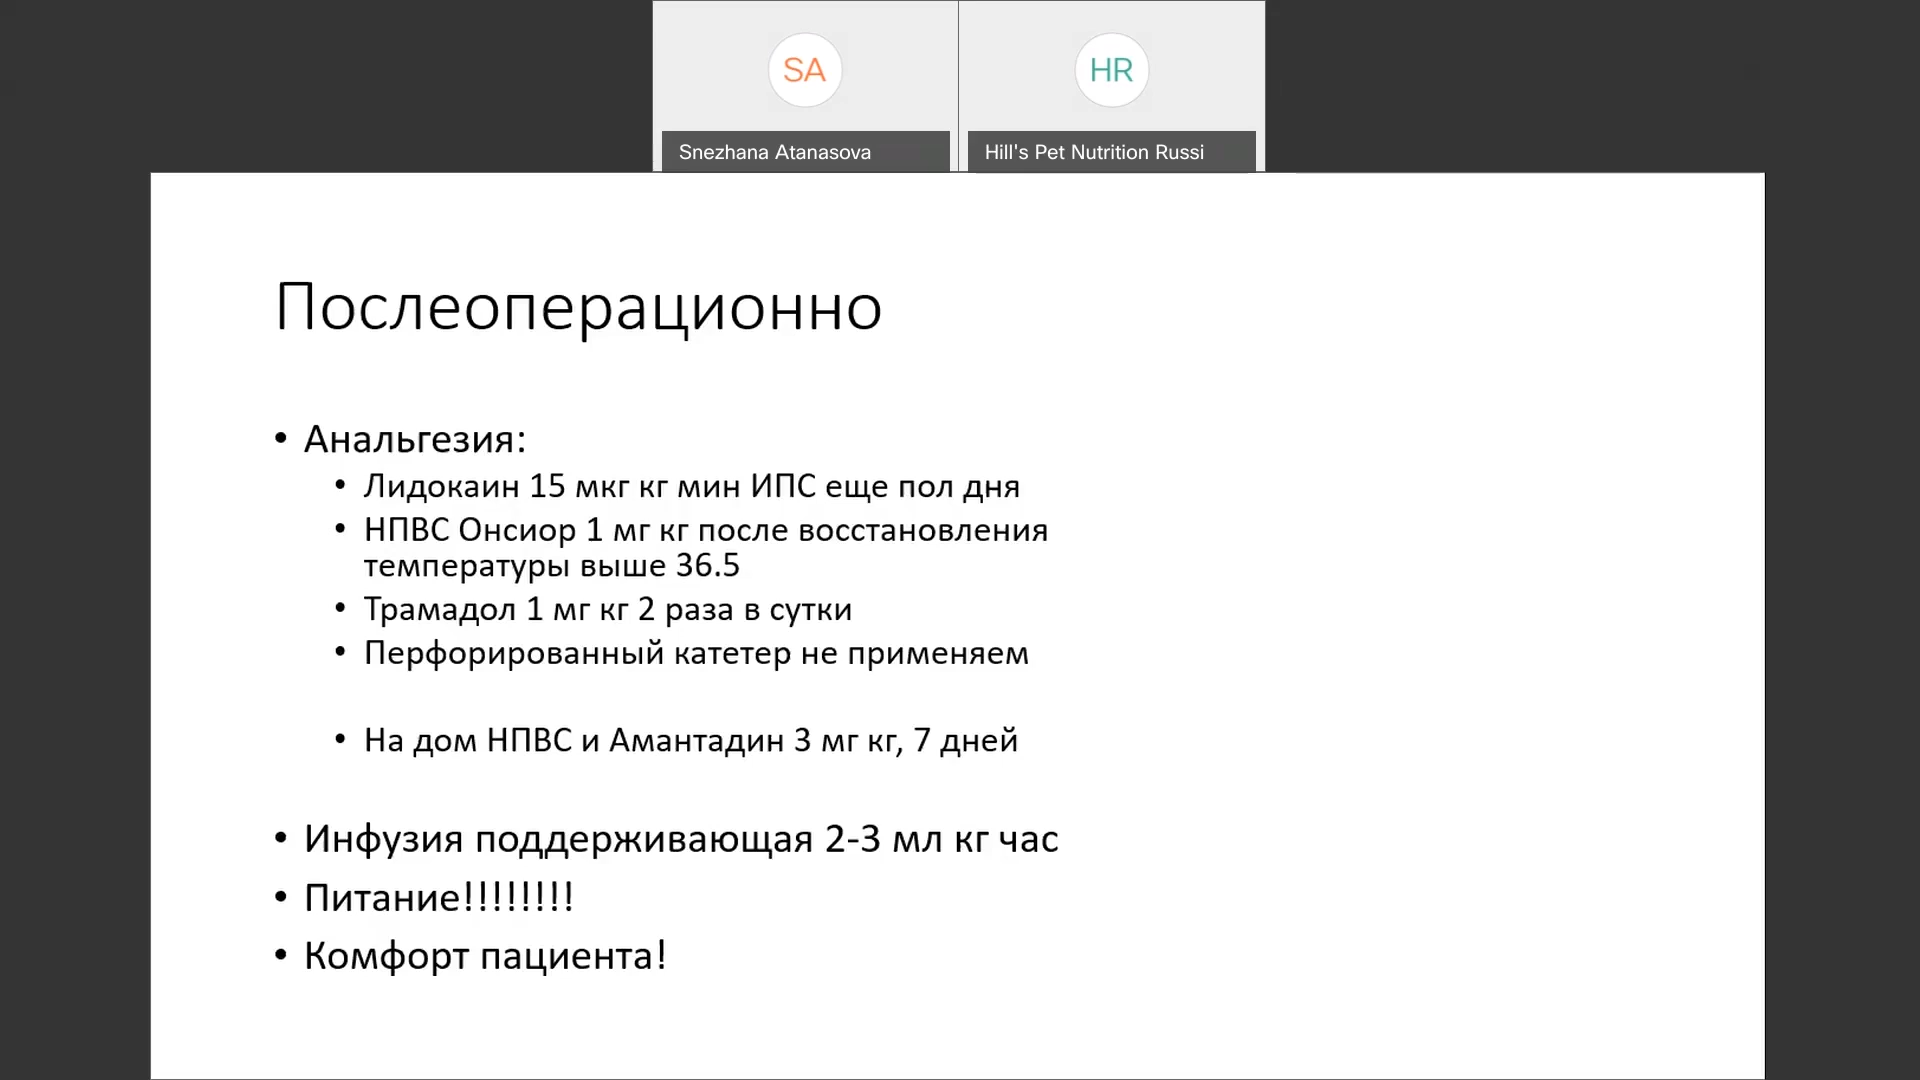 SA
HR
Snezhana Atanasova
Hill's Pet Nutrition Russi
Послеоперационно
• Анальгезия:
• Лидокаин 15 мкг кг мин ИПС еще пол дня
• НПВС Онсиор 1 мг кг после восстановления
температуры выше 36.5
• Трамадол 1 мг кг 2 раза в сутки
• Перфорированный катетер не применяем
• На дом НПВС и Амантадин 3 мг кг, 7 дней
• Инфузия поддерживающая 2-3 мл кг час
• Питание!!!!!!!!
• Комфорт пациента!